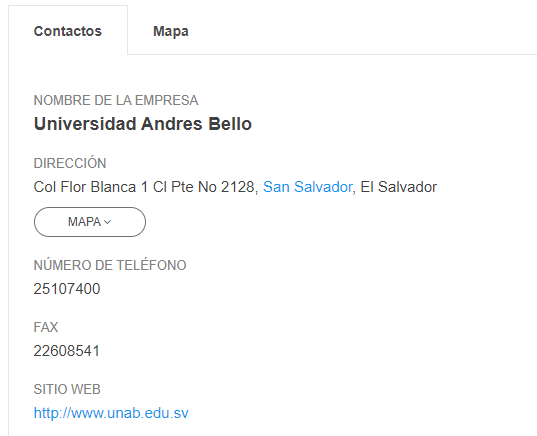 Contactos Mapa
NOMBRE DE LA EMPRESA
Universidad Andres Bello
DIRECCIÓN
Col Flor Blanca 1 Cl Pte No 2128, San Salvador, El Salvador
MAPA
NÚMERO DE TELÉFONO
25107400
FAX
22608541
SITIO WEB
http://www.unab.edu.sv